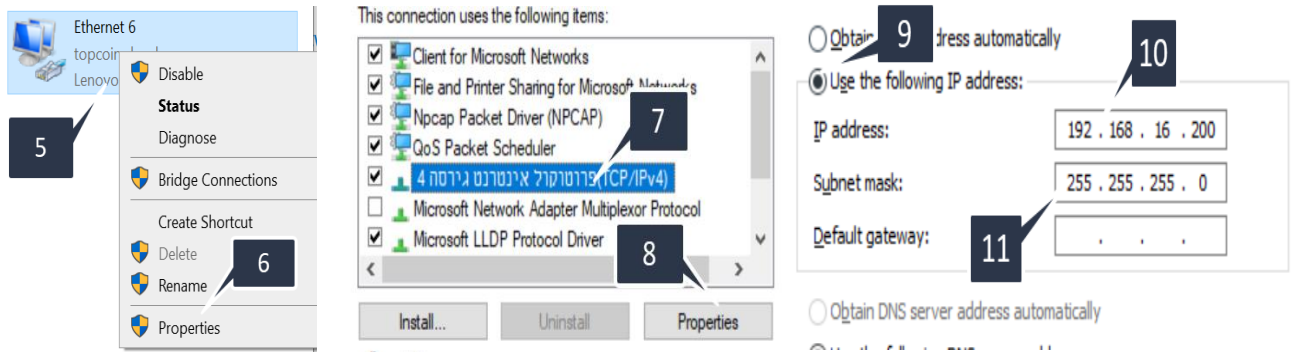 Ethernet 6
Lenovo
5
Disable
Status
Diagnose
Bridge Connections
Create Shortcut
Delete
Rename
6
Properties
This connection uses the following items:
Client for Microsoft Networks
File and Printer Sharing for Microsoft Networks
Npcap Packet Driver (NPCAP)
7
QoS Packet Scheduler
פרוטוקול אינטרנט גירסה 4 (TCP/IPv4)
Microsoft Network Adapter Multiplexor Protocol
Microsoft LLDP Protocol Driver
8
Install...
Uninstall
Properties
9
Obtain address automatically
10
Use the following IP address:
IP address:
192 . 168 . 16 . 200
Subnet mask:
255 . 255 . 255 . 0
Default gateway:
. . .
11
Obtain DNS server address automatically